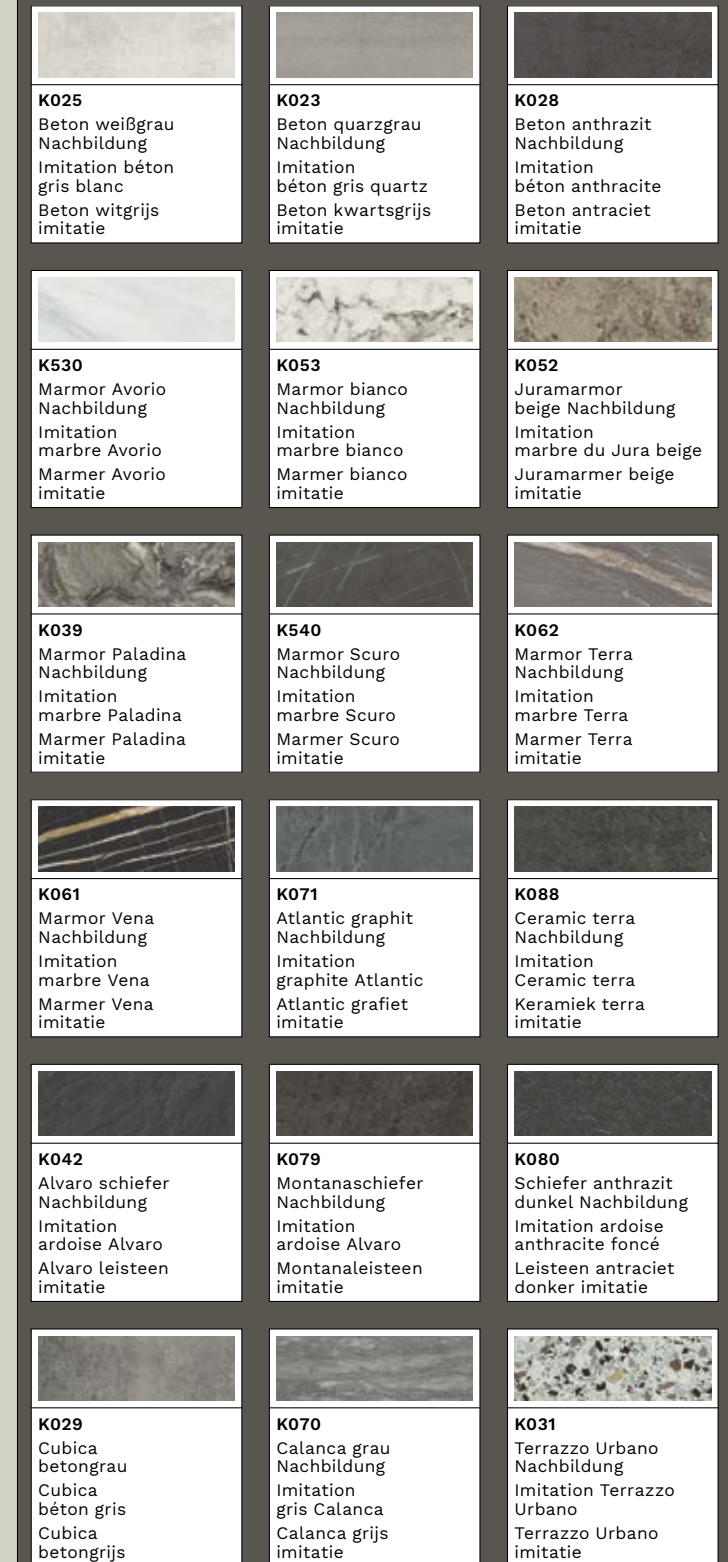 K025
Beton weißgrau
Nachbildung
Imitation béton
gris blanc
Beton witgrijs
imitatie
K023
Beton quarzgrau
Nachbildung
Imitation
béton gris quartz
Beton kwartsgrijs
imitatie
K028
Beton anthrazit
Nachbildung
Imitation
béton anthracite
Beton antraciet
imitatie
K530
Marmor Avorio
Nachbildung
Imitation
marbre Avorio
Marmer Avorio
imitatie
K053
Marmor bianco
Nachbildung
Imitation
marbre bianco
Marmer bianco
imitatie
K052
Juramarmor
beige Nachbildung
Imitation
marbre du Jura beige
Juramarmer beige
imitatie
K039
Marmor Paladina
Nachbildung
Imitation
marbre Paladina
Marmer Paladina
imitatie
K540
Marmor Scuro
Nachbildung
Imitation
marbre Scuro
Marmer Scuro
imitatie
K062
Marmor Terra
Nachbildung
Imitation
marbre Terra
Marmer Terra
imitatie
K061
Marmor Vena
Nachbildung
Imitation
marbre Vena
Marmer Vena
imitatie
K071
Atlantic graphit
Nachbildung
Imitation
graphite Atlantic
Atlantic grafiet
imitatie
K088
Ceramic terra
Nachbildung
Imitation
Ceramic terra
Keramiek terra
imitatie
K042
Alvaro schiefer
Nachbildung
Imitation
ardoise Alvaro
Alvaro leisteen
imitatie
K079
Montanaschiefer
Nachbildung
Imitation
ardoise Alvaro
Montanaleisteen
imitatie
K080
Schiefer anthrazit
dunkel Nachbildung
Imitation ardoise
anthracite foncé
Leisteen antraciet
donker imitatie
K029
Cubica
betongrau
Cubica
béton gris
Cubica
betongrijs
K070
Calanca grau
Nachbildung
Imitation
gris Calanca
Calanca grijs
imitatie
K031
Terrazzo Urbano
Nachbildung
Imitation Terrazzo
Urbano
Terrazzo Urbano
imitatie